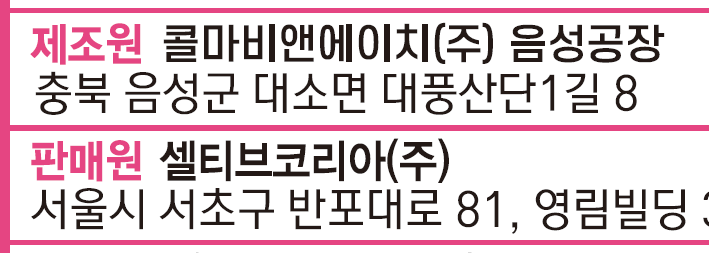 제조원 콜마비앤에이치(주) 음성공장
충북 음성군 대소면 대풍산단1길 8
판매원 셀티브코리아(주)
서울시 서초구 반포대로 81, 영림빌딩